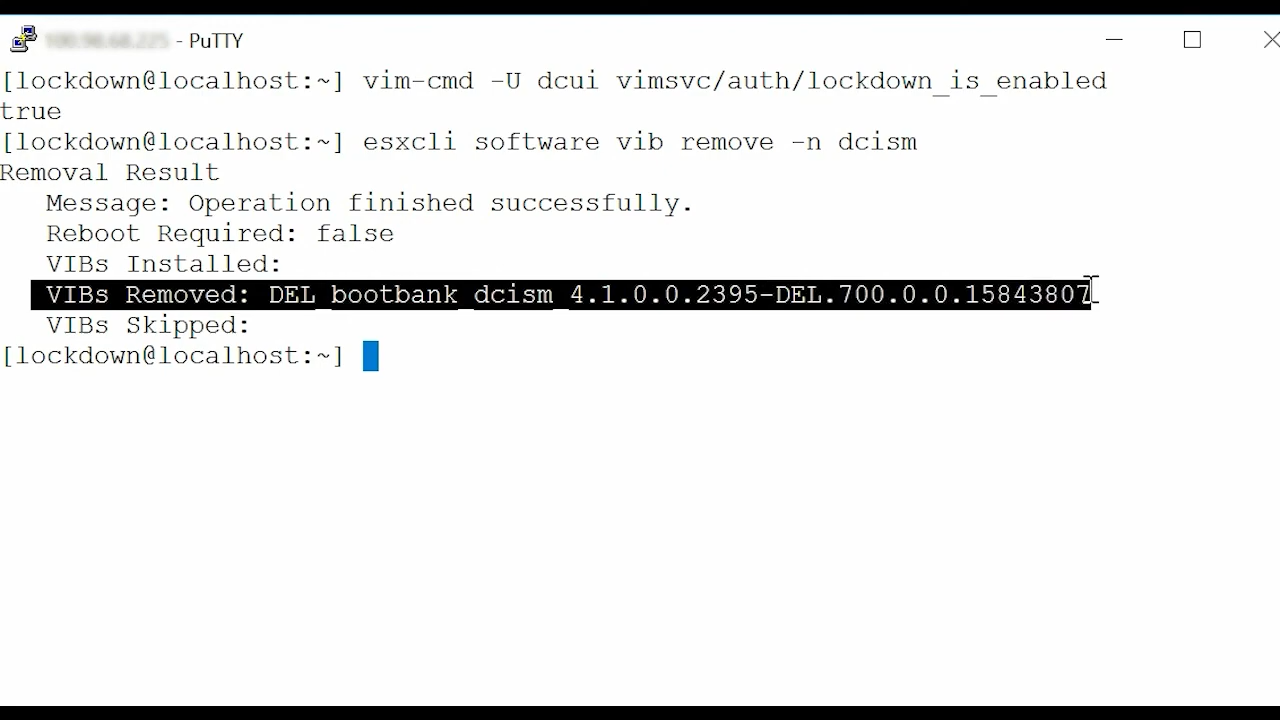 - PuTTY
[lockdown@localhost:~] vim-cmd -U dcui vimsvc/auth/lockdown_is_enabled
true
[lockdown@localhost:~] esxcli software vib remove -n dcism
Removal Result
Message: Operation finished successfully.
Reboot Required: false
VIBs Installed:
VIBs Removed: DEL_bootbank_dcism_4.1.0.0.2395-DEL.700.0.0.15843807
VIBs Skipped:
[lockdown@localhost:~]